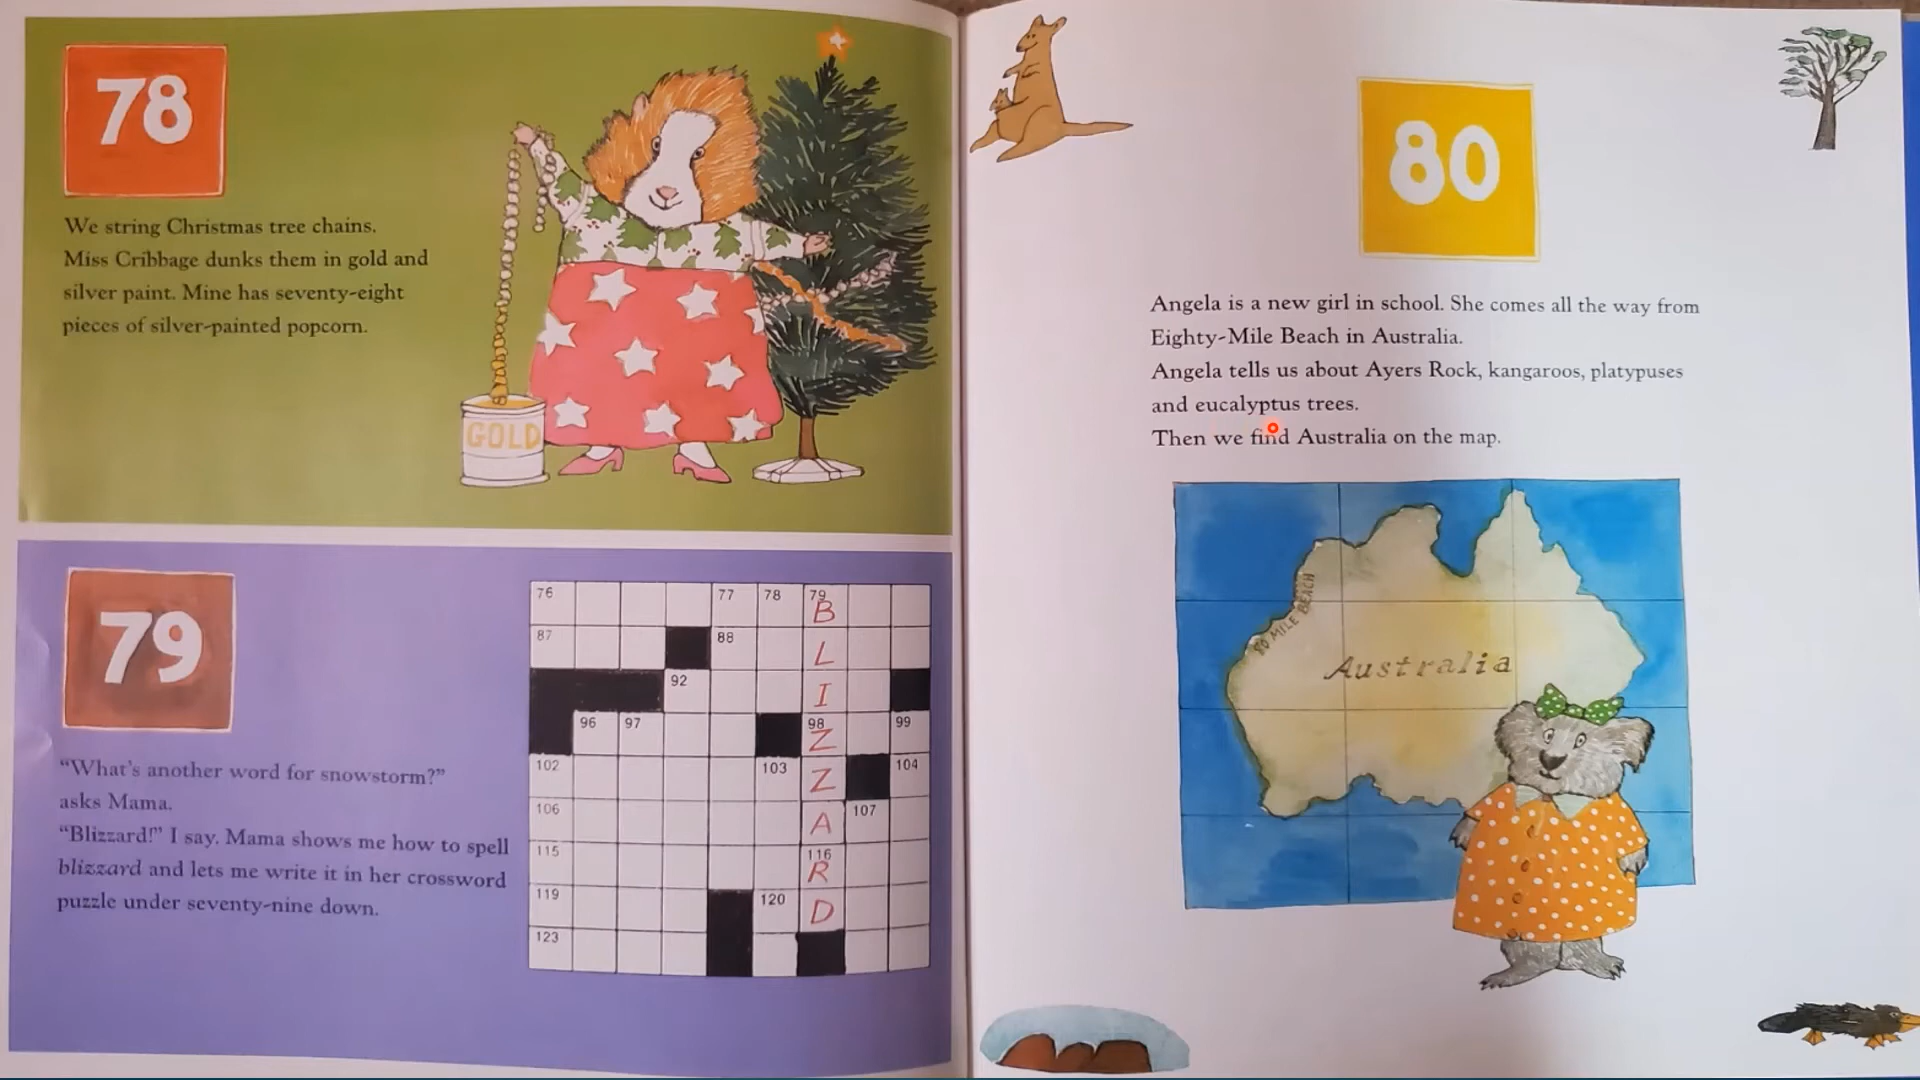 78
We string Christmas tree chains.
Miss Cribbage dunks them in gold and
silver paint. Mine has seventy-eight
pieces of silver-painted popcorn.
GOLD
79
"What's another word for snowstorm?"
asks Mama.
"Blizzard!" I say. Mama shows me how to spell
blizzard and lets me write it in her crossword
puzzle under seventy-nine down.
76 77 78 79 B
87 88 L
92 I
96 97 98 Z 99
102 103 Z 104
106 A 107
115 116 R
119 120 D
123
80
Angela is a new girl in school. She comes all the way from
Eighty-Mile Beach in Australia.
Angela tells us about Ayers Rock, kangaroos, platypuses
and eucalyptus trees.
Then we find Australia on the map.
80 MILE BEACH
Australia